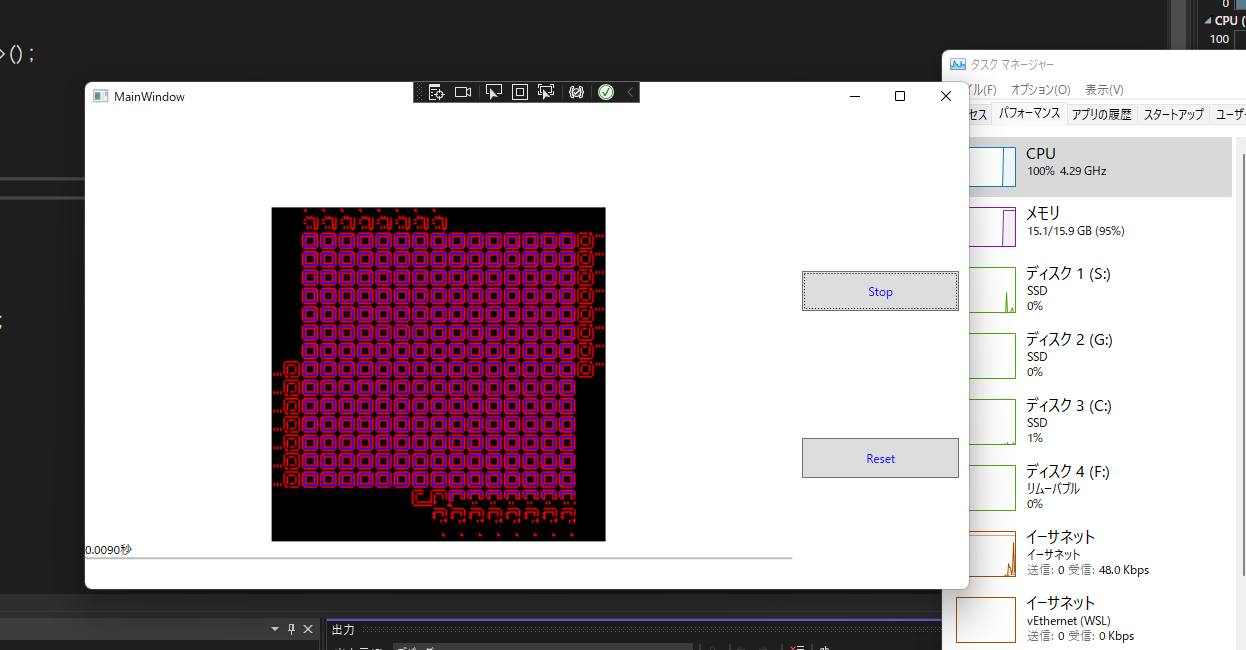 >();
;
MainWindow
Stop
Reset
0.0090秒
出力
0
CPU (
100
タスク マネージャー
イル(F) オプション(O) 表示(V)
セス パフォーマンス アプリの履歴 スタートアップ ユーザー
CPU
100% 4.29 GHz
メモリ
15.1/15.9 GB (95%)
ディスク 1 (S:)
SSD
0%
ディスク 2 (G:)
SSD
0%
ディスク 3 (C:)
SSD
1%
ディスク 4 (F:)
リムーバブル
0%
イーサネット
イーサネット
送信: 0 受信: 48.0 Kbps
イーサネット
vEthernet (WSL)
送信: 0 受信: 0 Kbps